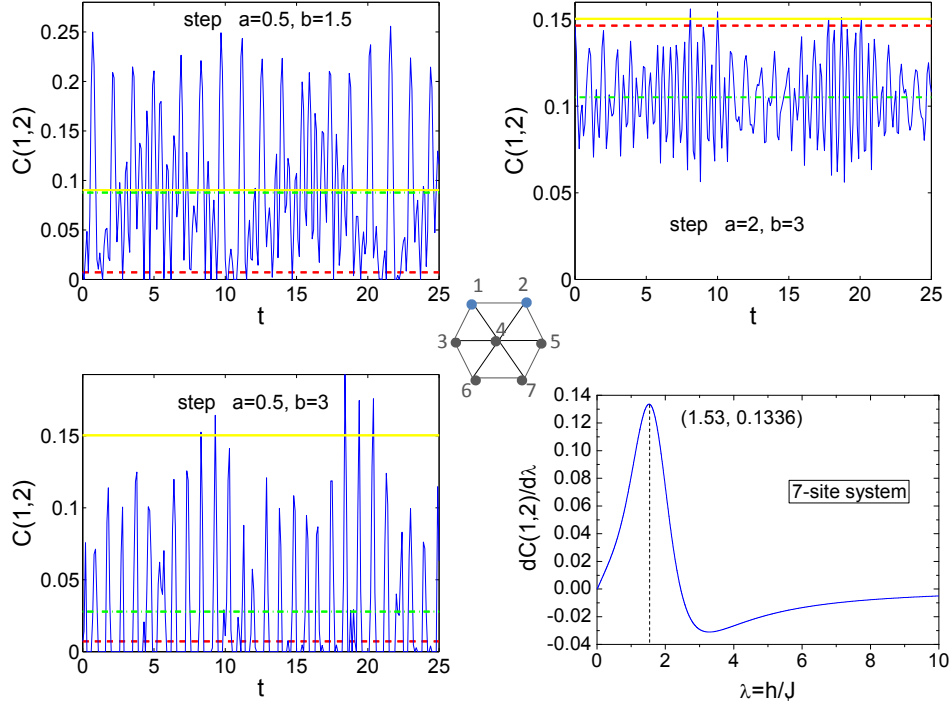 step a=0.5, b=1.5
C(1,2)
0.25
0.2
0.15
0.1
0.05
0
0 5 10 15 20 25
t
C(1,2)
0.15
0.1
0.05
0
step a=2, b=3
0 5 10 15 20 25
t
1 2
3 4 5
6 7
step a=0.5, b=3
C(1,2)
0.15
0.1
0.05
0
0 5 10 15 20 25
t
dC(1,2)/dλ
0.14
0.12
0.10
0.08
0.06
0.04
0.02
0.00
-0.02
-0.04
(1.53, 0.1336)
7-site system
0 2 4 6 8 10
λ=h/J